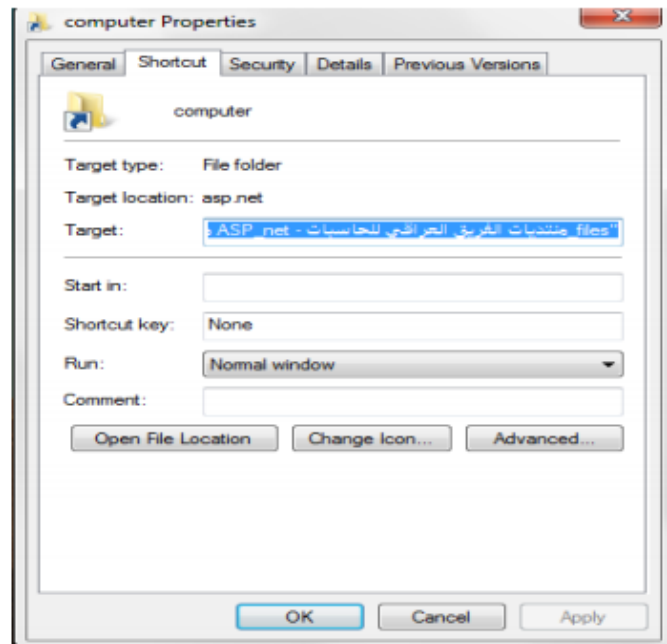 computer Properties
General Shortcut Security Details Previous Versions
computer
Target type: File folder
Target location: asp.net
Target: ASP_net - منتديات الفريق العراقي للحاسبات_files"
Start in:
Shortcut key: None
Run: Normal window
Comment:
Open File Location Change Icon... Advanced...
OK Cancel Apply